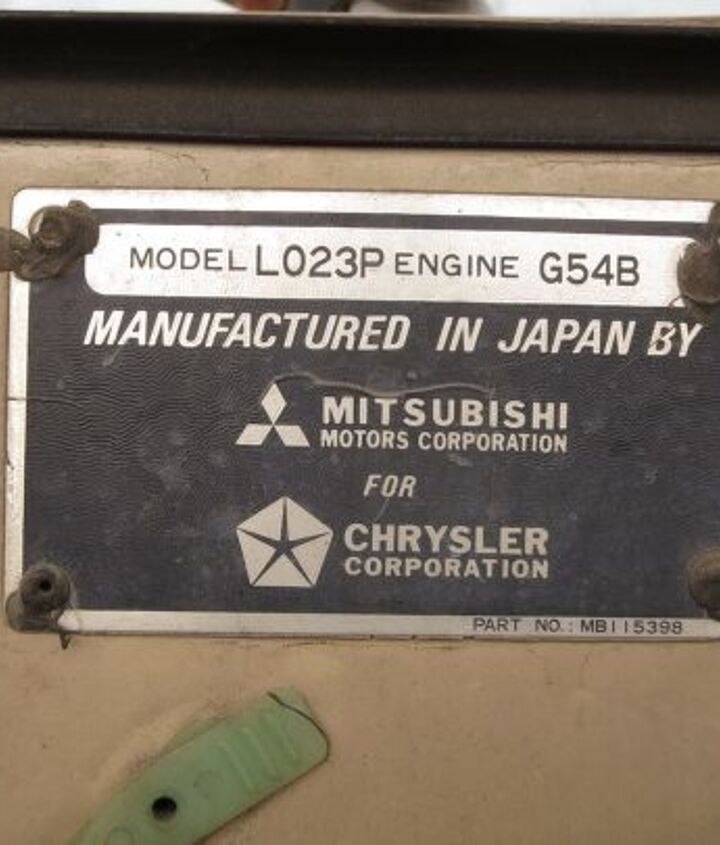 MODEL L023P ENGINE G54B
MANUFACTURED IN JAPAN BY
MITSUBISHI
MOTORS CORPORATION
FOR
CHRYSLER
CORPORATION
PART NO.: MB115398